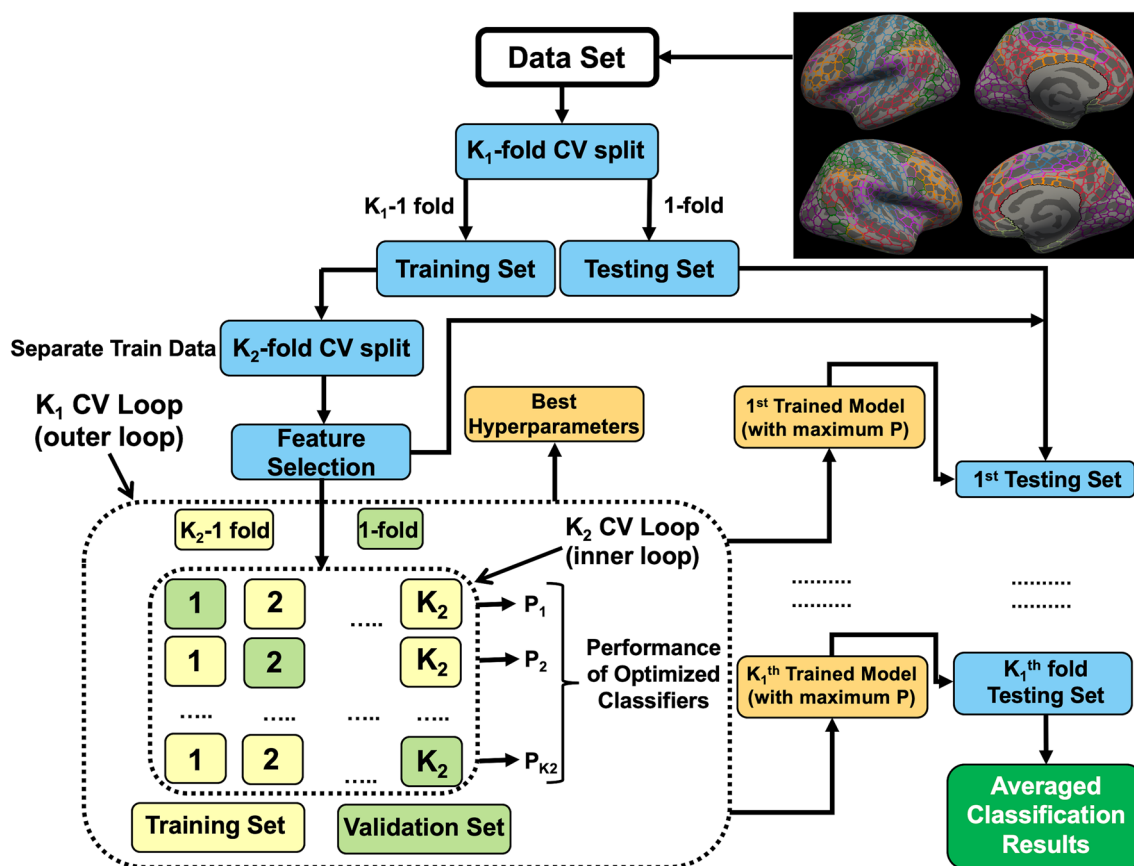 Data Set
K₁-fold CV split
K₁-1 fold
1-fold
Training Set
Testing Set
Separate Train Data
K₂-fold CV split
K₁ CV Loop
(outer loop)
Feature
Selection
Best
Hyperparameters
1st Trained Model
(with maximum P)
1st Testing Set
K₂-1 fold
1-fold
K₂ CV Loop
(inner loop)
1 2 ..... K₂ P₁
1 2 K₂ P₂
..... ..... ..... .....
1 2 ..... K₂ P_K2
Performance
of Optimized
Classifiers
Training Set
Validation Set
............ ............
............ ............
K₁th Trained Model
(with maximum P)
K₁th fold
Testing Set
Averaged
Classification
Results